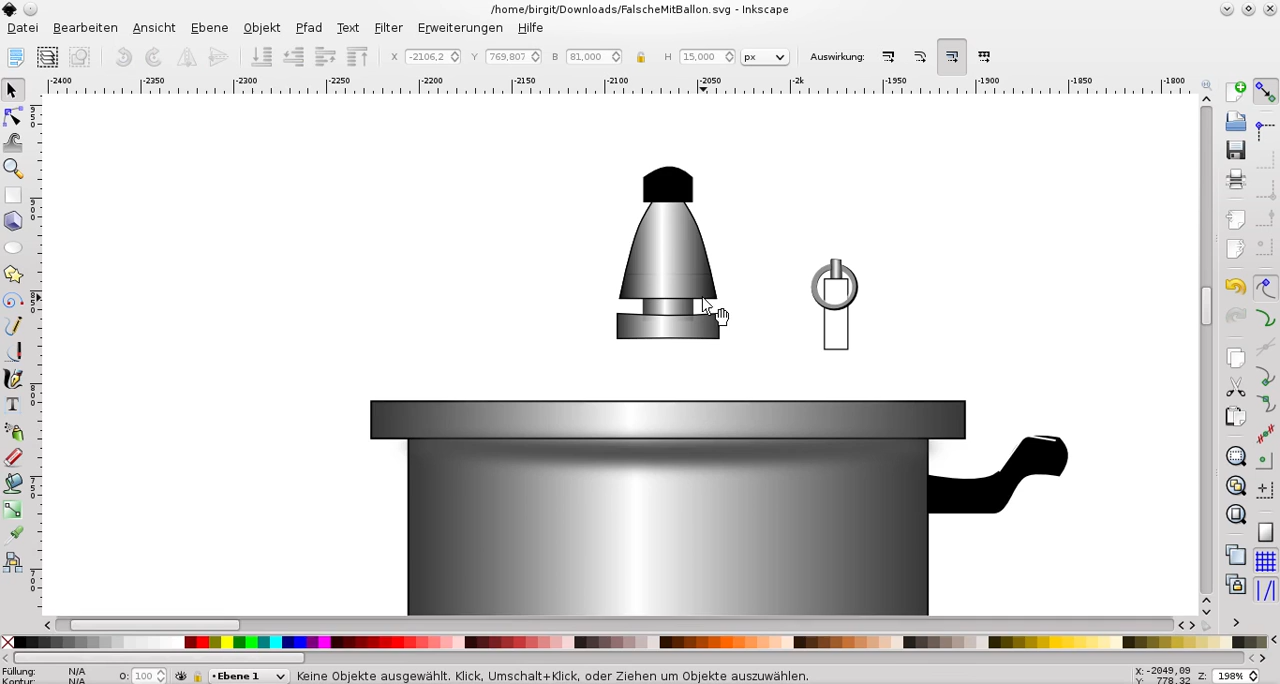 /home/birgit/Downloads/FalscheMitBallon.svg - Inkscape
Datei Bearbeiten Ansicht Ebene Objekt Pfad Text Filter Erweiterungen Hilfe
X -2106,2 Y 769,807 B 81,000 H 15,000 px Auswirkung:
-2400 -2350 -2300 -2250 -2200 -2150 -2100 -2050 -2k -1950 -1900 -1850 -1800
Füllung: N/A
Kontur: N/A
O: 100 •Ebene 1 Keine Objekte ausgewählt. Klick, Umschalt+Klick, oder Ziehen um Objekte auszuwählen.
X: -2049,09
Y: 778,32
Z: 198%